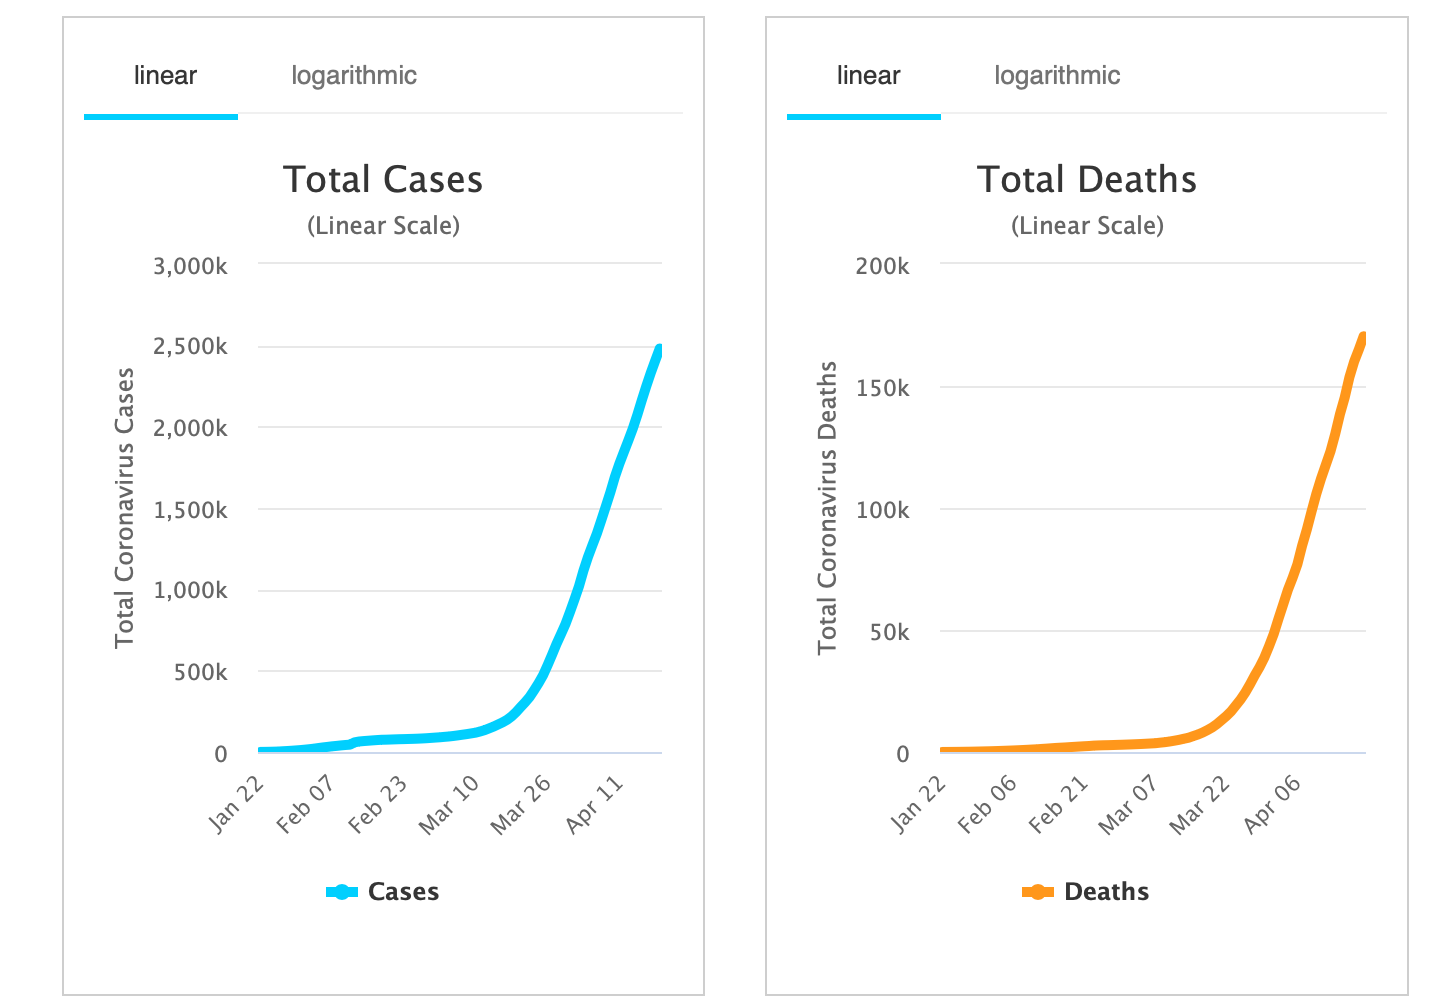 linear
logarithmic
Total Cases
(Linear Scale)
Total Coronavirus Cases
3,000k
2,500k
2,000k
1,500k
1,000k
500k
0
Jan 22
Feb 07
Feb 23
Mar 10
Mar 26
Apr 11
Cases
linear
logarithmic
Total Deaths
(Linear Scale)
Total Coronavirus Deaths
200k
150k
100k
50k
0
Jan 22
Feb 06
Feb 21
Mar 07
Mar 22
Apr 06
Deaths